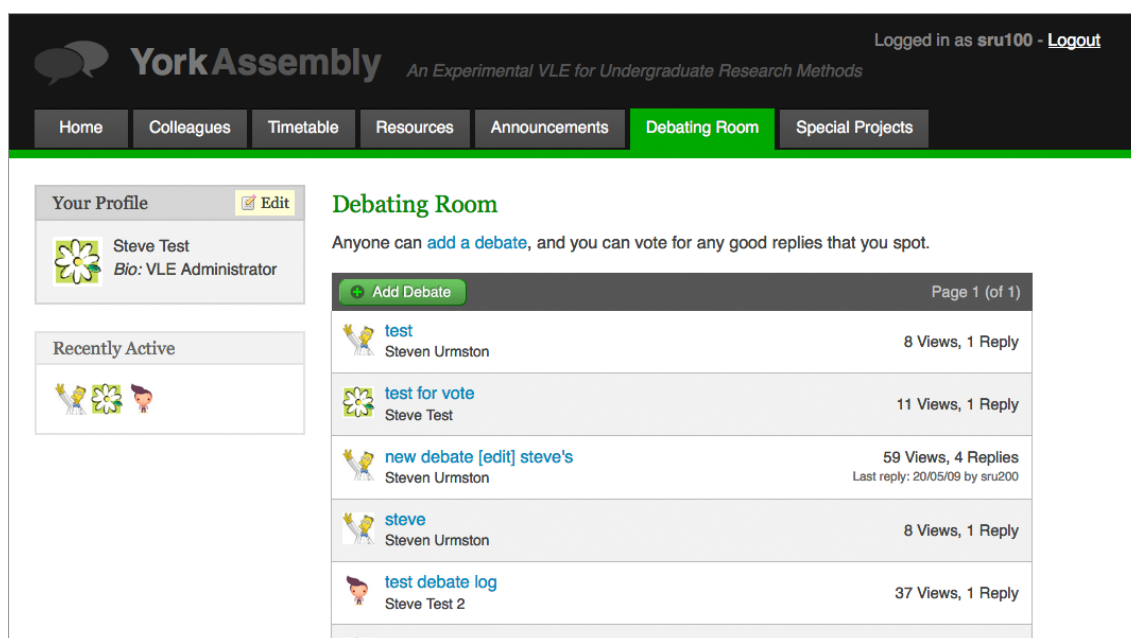 Logged in as sru100 - Logout
YorkAssembly An Experimental VLE for Undergraduate Research Methods
Home Colleagues Timetable Resources Announcements Debating Room Special Projects
Your Profile Edit
Steve Test
Bio: VLE Administrator
Recently Active
Debating Room
Anyone can add a debate, and you can vote for any good replies that you spot.
Add Debate Page 1 (of 1)
test
Steven Urmston
8 Views, 1 Reply
test for vote
Steve Test
11 Views, 1 Reply
new debate [edit] steve's
Steven Urmston
59 Views, 4 Replies
Last reply: 20/05/09 by sru200
steve
Steven Urmston
8 Views, 1 Reply
test debate log
Steve Test 2
37 Views, 1 Reply